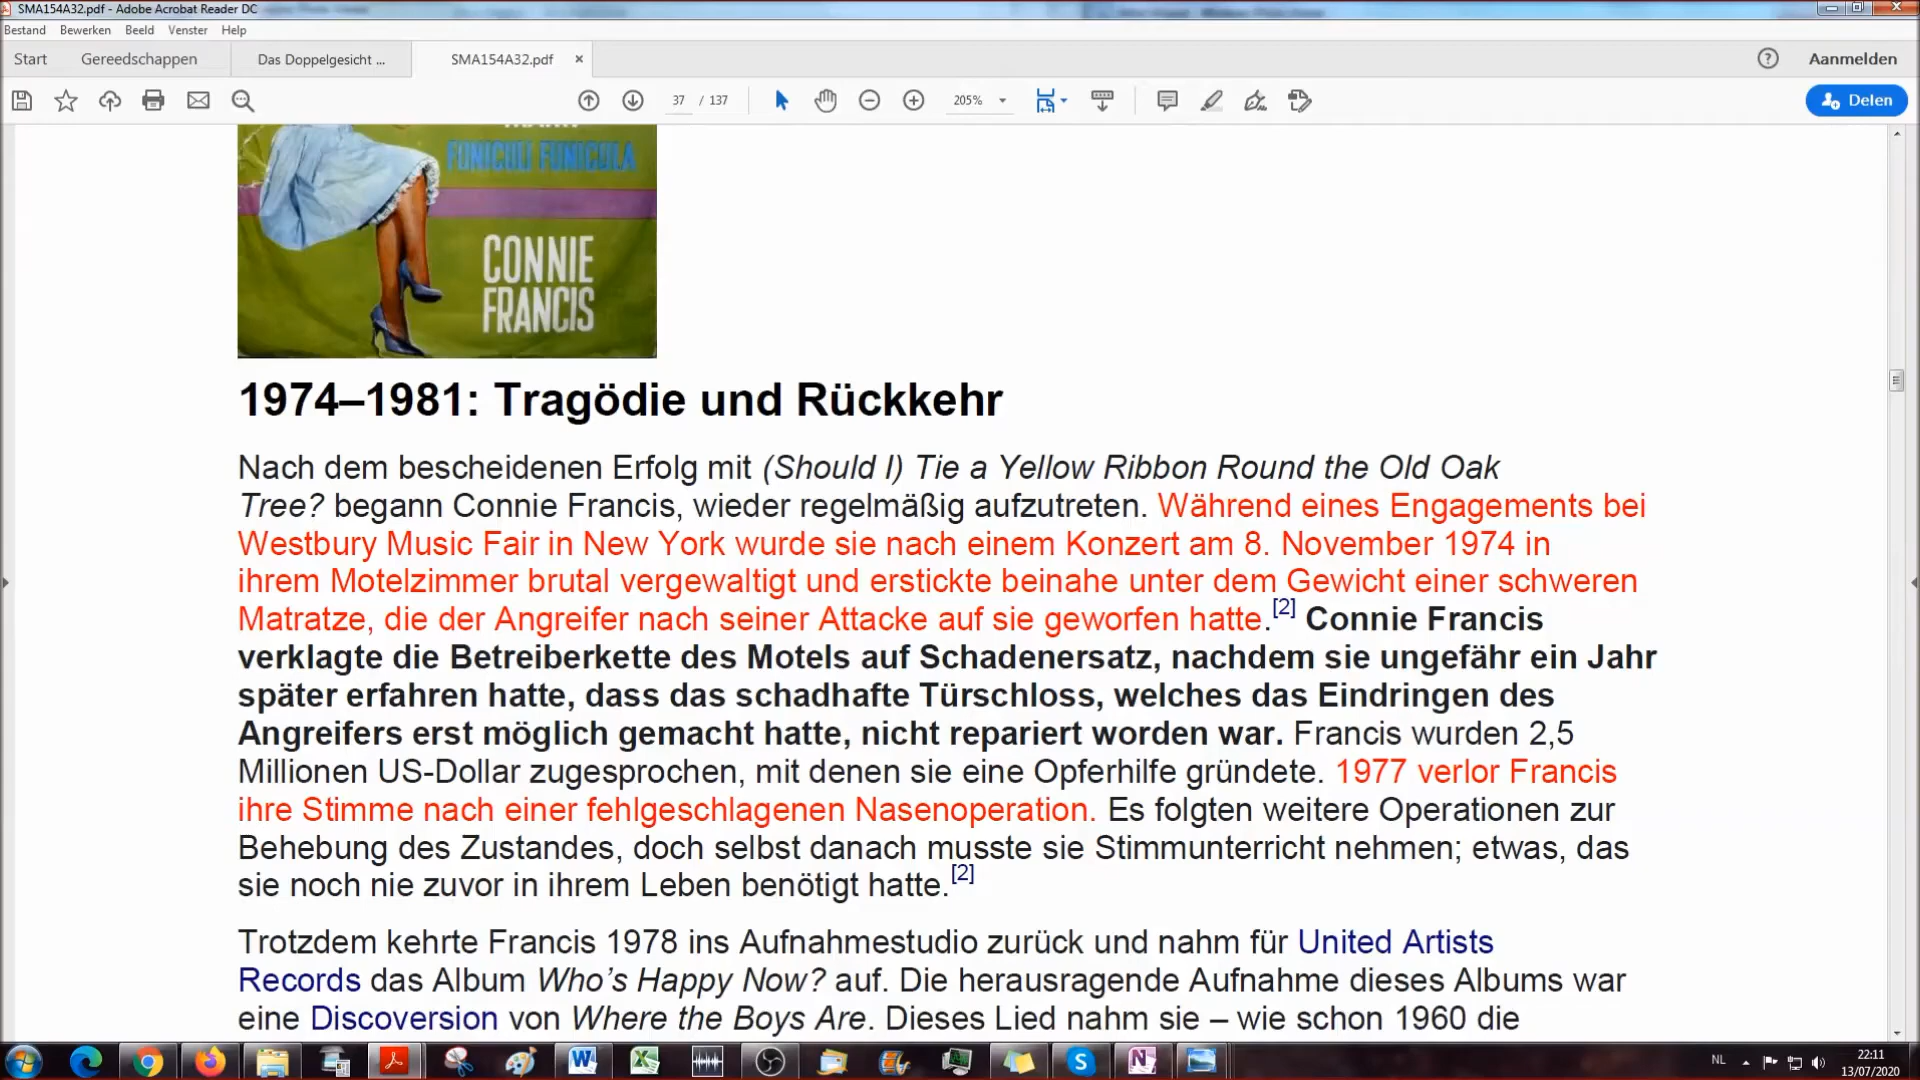 SMA154A32.pdf - Adobe Acrobat Reader DC
Bestand Bewerken Beeld Venster Help
Start Gereedschappen Das Doppelgesicht ... SMA154A32.pdf × Aanmelden
37 / 137 205% Delen
FUNICULI FUNICULA
CONNIE
FRANCIS
1974–1981: Tragödie und Rückkehr
Nach dem bescheidenen Erfolg mit (Should I) Tie a Yellow Ribbon Round the Old Oak
Tree? begann Connie Francis, wieder regelmäßig aufzutreten. Während eines Engagements bei
Westbury Music Fair in New York wurde sie nach einem Konzert am 8. November 1974 in
ihrem Motelzimmer brutal vergewaltigt und erstickte beinahe unter dem Gewicht einer schweren
Matratze, die der Angreifer nach seiner Attacke auf sie geworfen hatte.[2] Connie Francis
verklagte die Betreiberkette des Motels auf Schadenersatz, nachdem sie ungefähr ein Jahr
später erfahren hatte, dass das schadhafte Türschloss, welches das Eindringen des
Angreifers erst möglich gemacht hatte, nicht repariert worden war. Francis wurden 2,5
Millionen US-Dollar zugesprochen, mit denen sie eine Opferhilfe gründete. 1977 verlor Francis
ihre Stimme nach einer fehlgeschlagenen Nasenoperation. Es folgten weitere Operationen zur
Behebung des Zustandes, doch selbst danach musste sie Stimmunterricht nehmen; etwas, das
sie noch nie zuvor in ihrem Leben benötigt hatte.[2]
Trotzdem kehrte Francis 1978 ins Aufnahmestudio zurück und nahm für United Artists
Records das Album Who’s Happy Now? auf. Die herausragende Aufnahme dieses Albums war
eine Discoversion von Where the Boys Are. Dieses Lied nahm sie – wie schon 1960 die
NL 22:11
13/07/2020